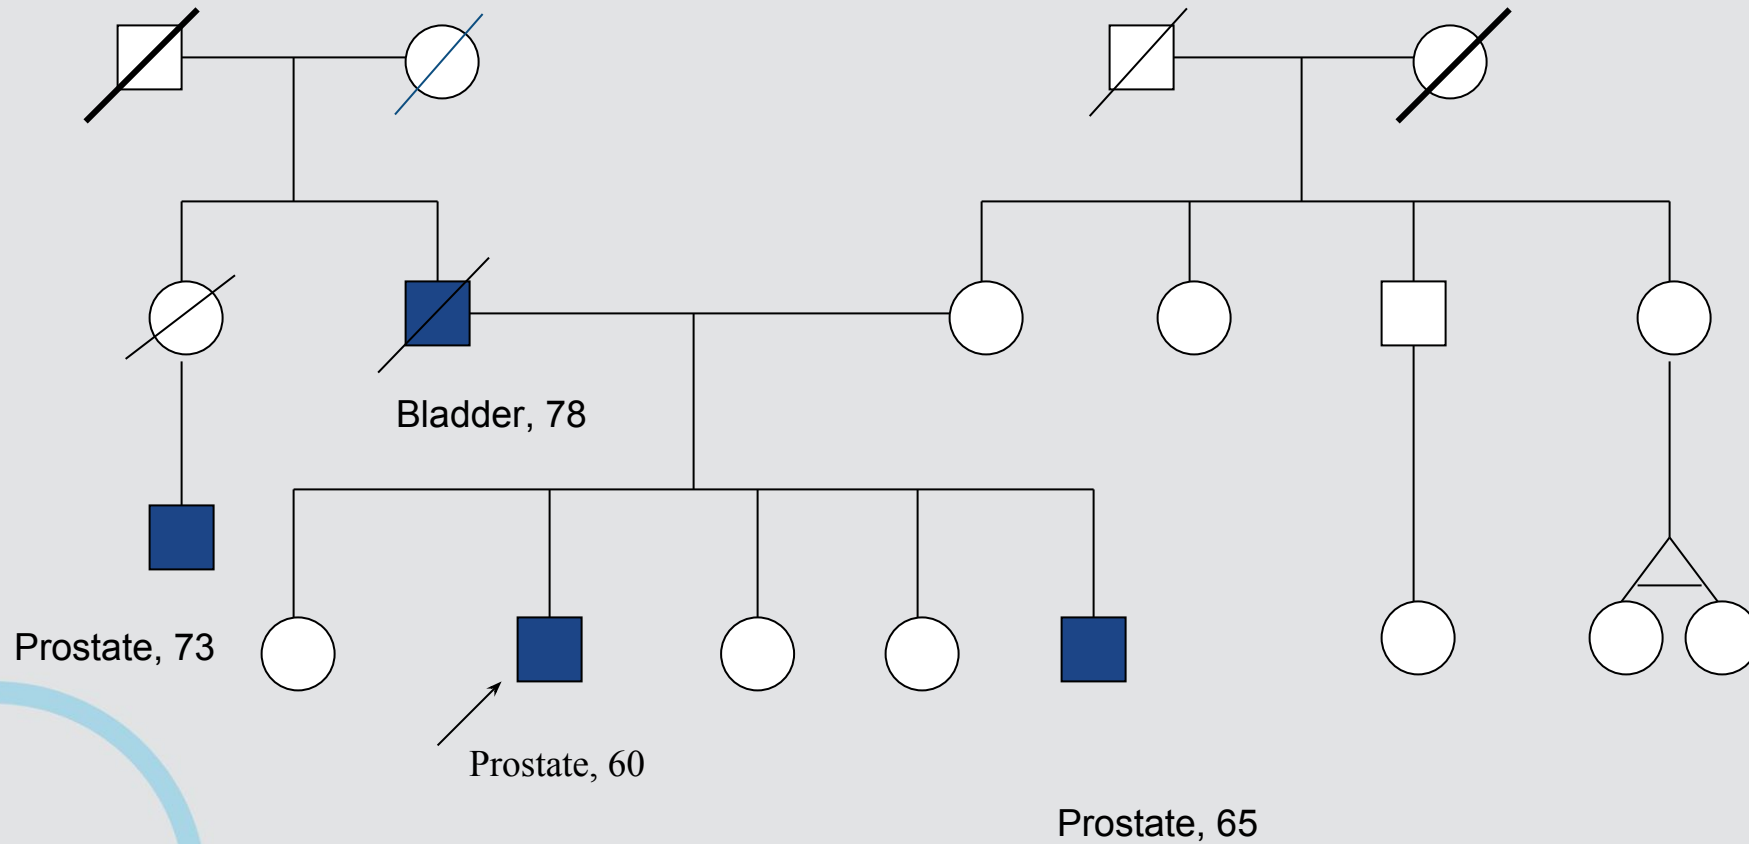 Bladder, 78
Prostate, 73
Prostate, 60
Prostate, 65